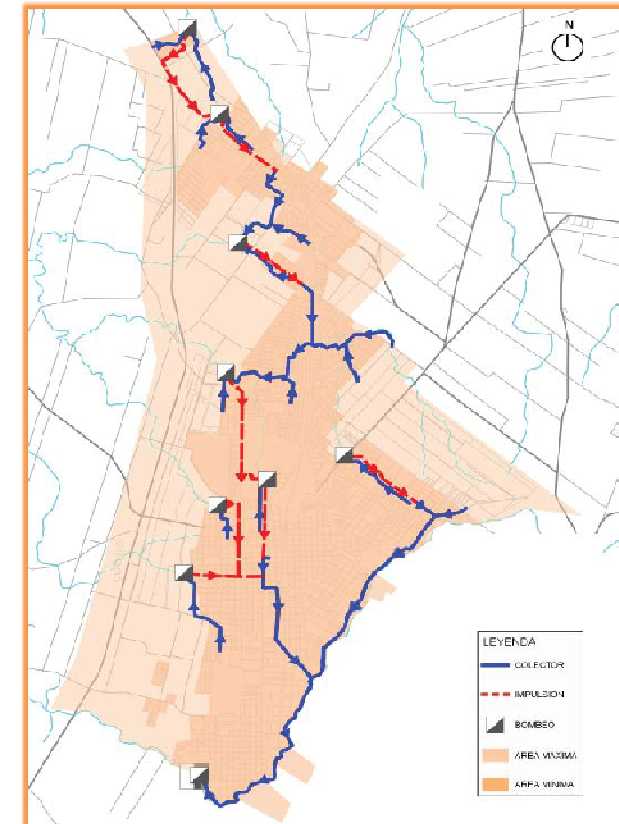 N
LEYENDA
COLECTOR
IMPULSION
BOMBEO
AREA MAXIMA
AREA MINIMA